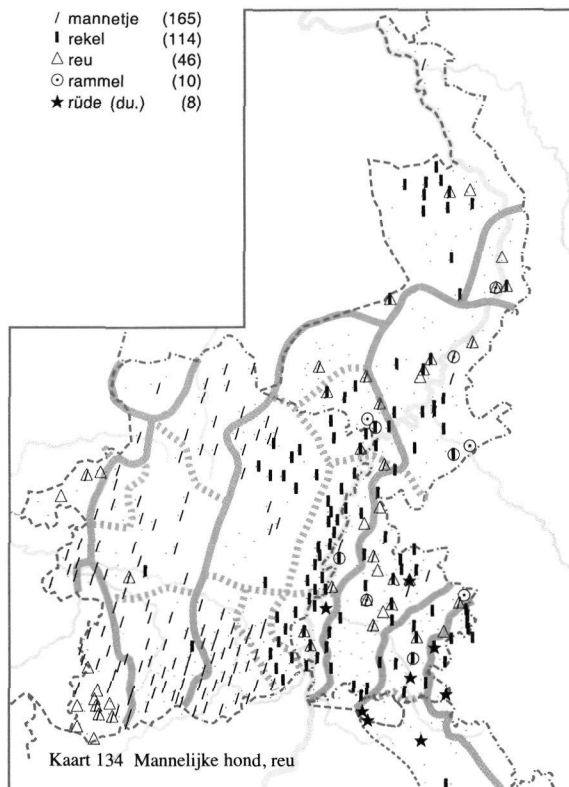 / mannetje (165)
▮ rekel (114)
△ reu (46)
⊙ rammel (10)
★ rüde (du.) (8)
Kaart 134 Mannelijke hond, reu